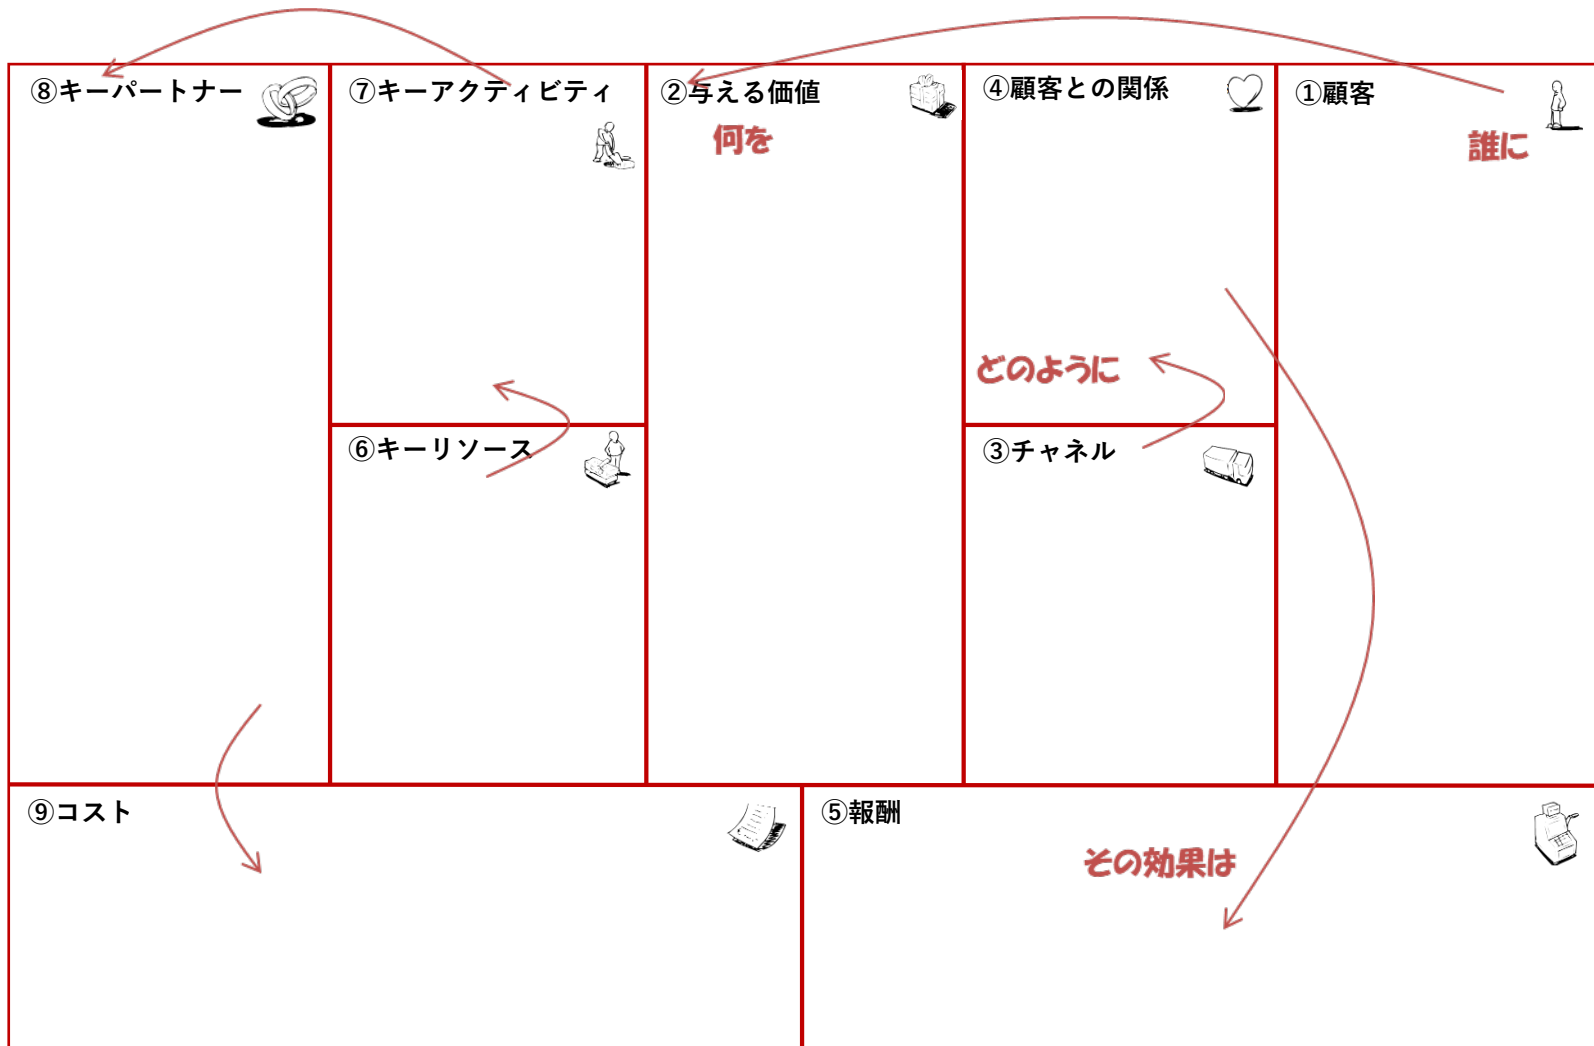 ⑧キーパートナー
⑦キーアクティビティ
②与える価値
何を
④顧客との関係
①顧客
誰に
どのように
⑥キーリソース
③チャネル
⑨コスト
⑤報酬
その効果は